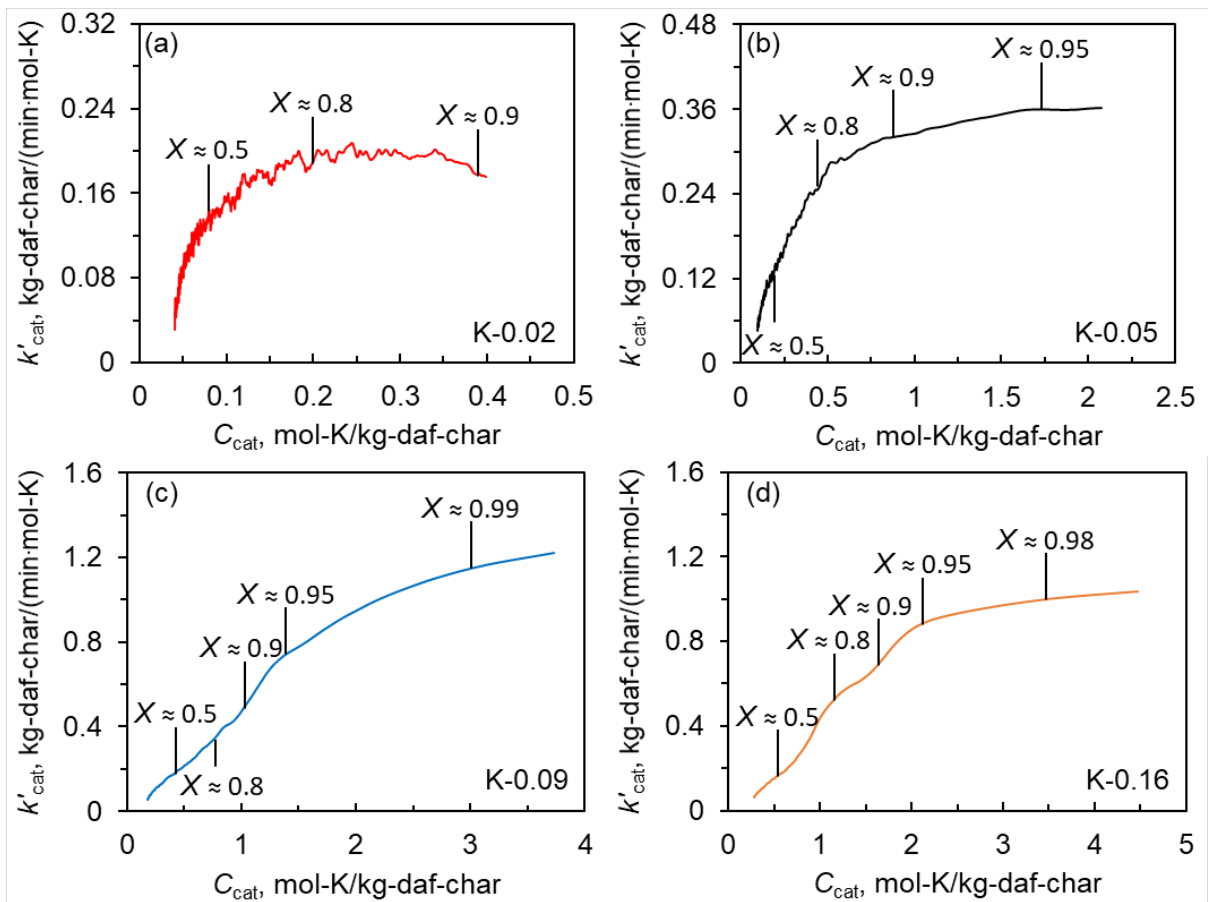 (a)
0.32
0.24
0.16
0.08
0
k′cat, kg-daf-char/(min·mol-K)
X ≈ 0.5
X ≈ 0.8
X ≈ 0.9
K-0.02
0 0.1 0.2 0.3 0.4 0.5
Ccat, mol-K/kg-daf-char
(b)
0.48
0.36
0.24
0.12
0
k′cat, kg-daf-char/(min·mol-K)
X ≈ 0.95
X ≈ 0.9
X ≈ 0.8
X ≈ 0.5
K-0.05
0 0.5 1 1.5 2 2.5
Ccat, mol-K/kg-daf-char
(c)
1.6
1.2
0.8
0.4
0
k′cat, kg-daf-char/(min·mol-K)
X ≈ 0.99
X ≈ 0.95
X ≈ 0.9
X ≈ 0.5
X ≈ 0.8
K-0.09
0 1 2 3 4
Ccat, mol-K/kg-daf-char
(d)
1.6
1.2
0.8
0.4
0
k′cat, kg-daf-char/(min·mol-K)
X ≈ 0.98
X ≈ 0.95
X ≈ 0.9
X ≈ 0.8
X ≈ 0.5
K-0.16
0 1 2 3 4 5
Ccat, mol-K/kg-daf-char